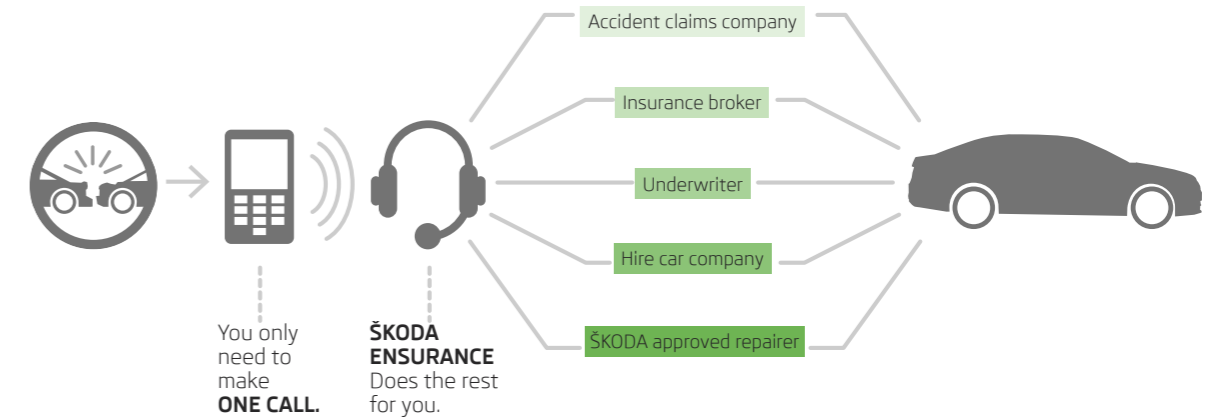 Accident claims company
Insurance broker
Underwriter
Hire car company
ŠKODA approved repairer
You only
need to
make
ONE CALL.
ŠKODA
ENSURANCE
Does the rest
for you.